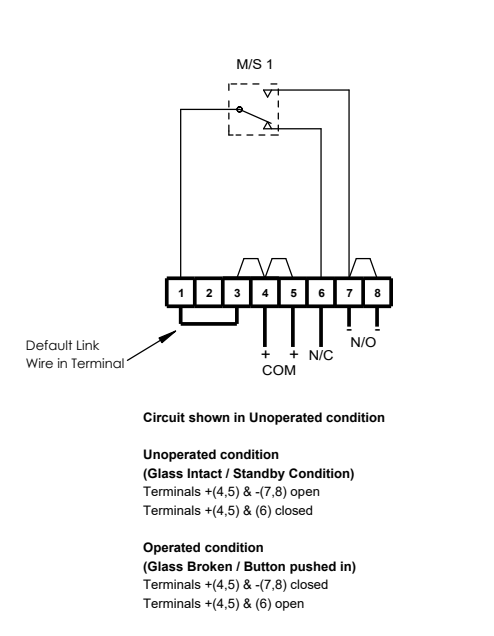 M/S 1
1 2 3 4 5 6 7 8
Default Link
Wire in Terminal
+ + N/C - N/O -
COM
Circuit shown in Unoperated condition
Unoperated condition
(Glass Intact / Standby Condition)
Terminals +(4,5) & -(7,8) open
Terminals +(4,5) & (6) closed
Operated condition
(Glass Broken / Button pushed in)
Terminals +(4,5) & -(7,8) closed
Terminals +(4,5) & (6) open